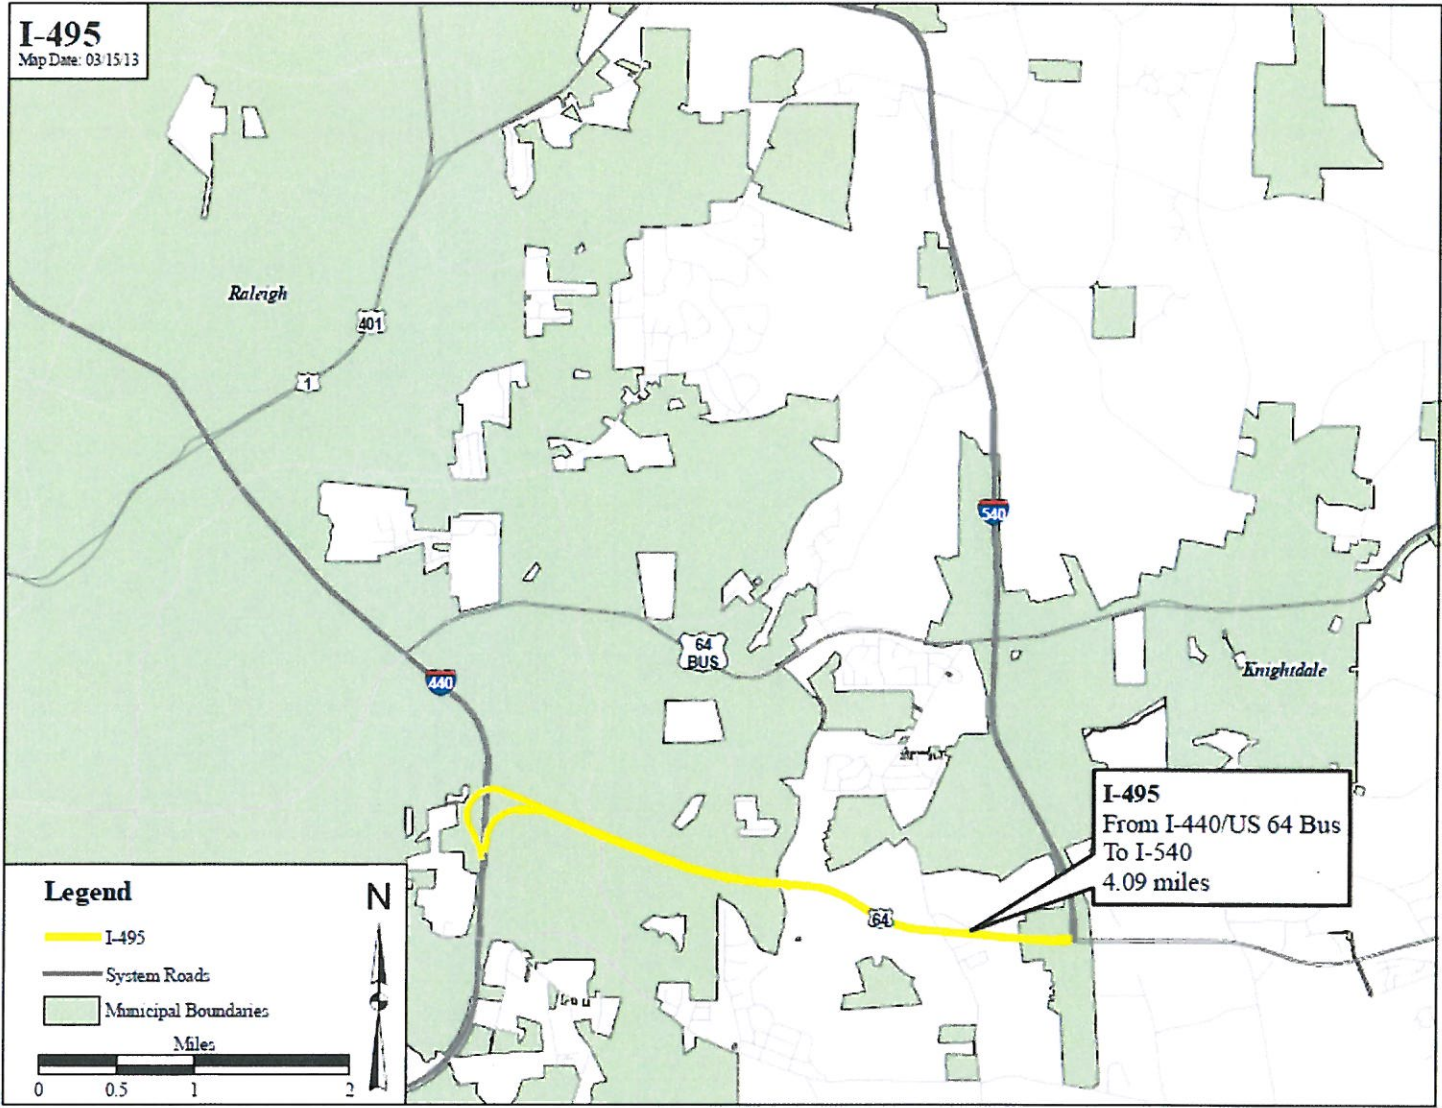 I-495
Map Date: 03/15/13
Raleigh
401
1
540
64
BUS
440
Knightdale
I-495
From I-440/US 64 Bus
To I-540
4.09 miles
64
Legend
N
I-495
System Roads
Municipal Boundaries
Miles
0 0.5 1 2